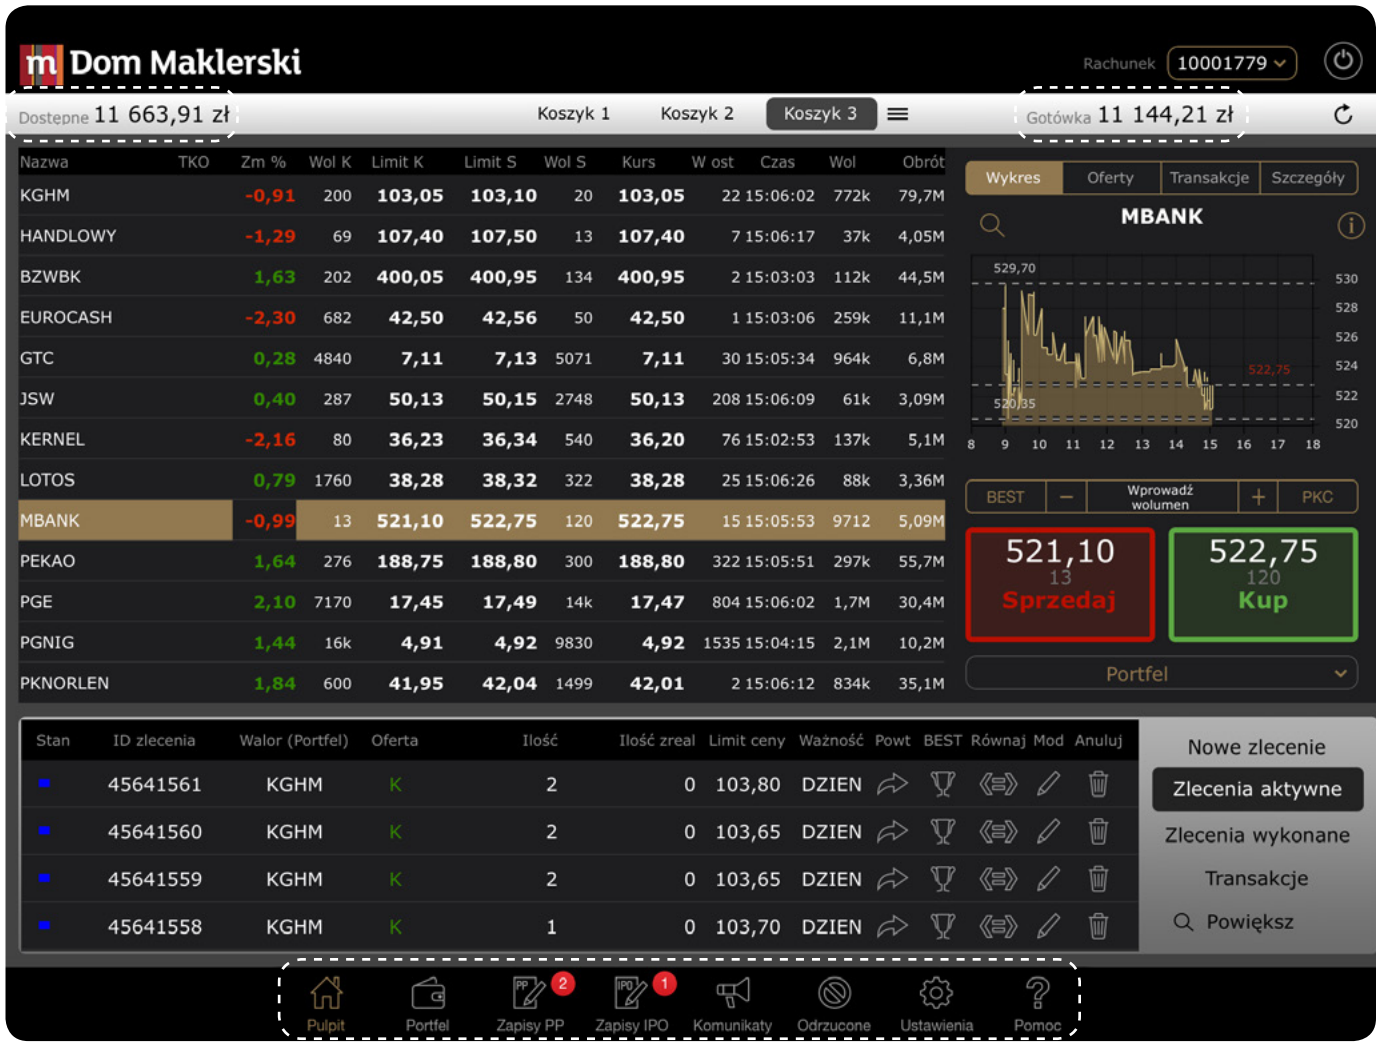 m Dom Maklerski
Rachunek 10001779
Dostępne 11 663,91 zł Koszyk 1 Koszyk 2 Koszyk 3 Gotówka 11 144,21 zł
Nazwa TKO Zm % Wol K Limit K Limit S Wol S Kurs W ost Czas Wol Obrót
KGHM -0,91 200 103,05 103,10 20 103,05 22 15:06:02 772k 79,7M
HANDLOWY -1,29 69 107,40 107,50 13 107,40 7 15:06:17 37k 4,05M
BZWBK 1,63 202 400,05 400,95 134 400,95 2 15:03:03 112k 44,5M
EUROCASH -2,30 682 42,50 42,56 50 42,50 1 15:03:06 259k 11,1M
GTC 0,28 4840 7,11 7,13 5071 7,11 30 15:05:34 964k 6,8M
JSW 0,40 287 50,13 50,15 2748 50,13 208 15:06:09 61k 3,09M
KERNEL -2,16 80 36,23 36,34 540 36,20 76 15:02:53 137k 5,1M
LOTOS 0,79 1760 38,28 38,32 322 38,28 25 15:06:26 88k 3,36M
MBANK -0,99 13 521,10 522,75 120 522,75 15 15:05:53 9712 5,09M
PEKAO 1,64 276 188,75 188,80 300 188,80 322 15:05:51 297k 55,7M
PGE 2,10 7170 17,45 17,49 14k 17,47 804 15:06:02 1,7M 30,4M
PGNIG 1,44 16k 4,91 4,92 9830 4,92 1535 15:04:15 2,1M 10,2M
PKNORLEN 1,84 600 41,95 42,04 1499 42,01 2 15:06:12 834k 35,1M
Wykres Oferty Transakcje Szczegóły
MBANK
i
529,70
530
528
526
524
522
520
522,75
520,35
8 9 10 11 12 13 14 15 16 17 18
BEST − Wprowadź wolumen + PKC
521,10 522,75
13 120
Sprzedaj Kup
Portfel
Stan ID zlecenia Walor (Portfel) Oferta Ilość Ilość zreal Limit ceny Ważność Powt BEST Równaj Mod Anuluj
45641561 KGHM K 2 0 103,80 DZIEN
45641560 KGHM K 2 0 103,65 DZIEN
45641559 KGHM K 2 0 103,65 DZIEN
45641558 KGHM K 1 0 103,70 DZIEN
Nowe zlecenie
Zlecenia aktywne
Zlecenia wykonane
Transakcje
Powiększ
PP 2 IPO 1 ?
Pulpit Portfel Zapisy PP Zapisy IPO Komunikaty Odrzucone Ustawienia Pomoc